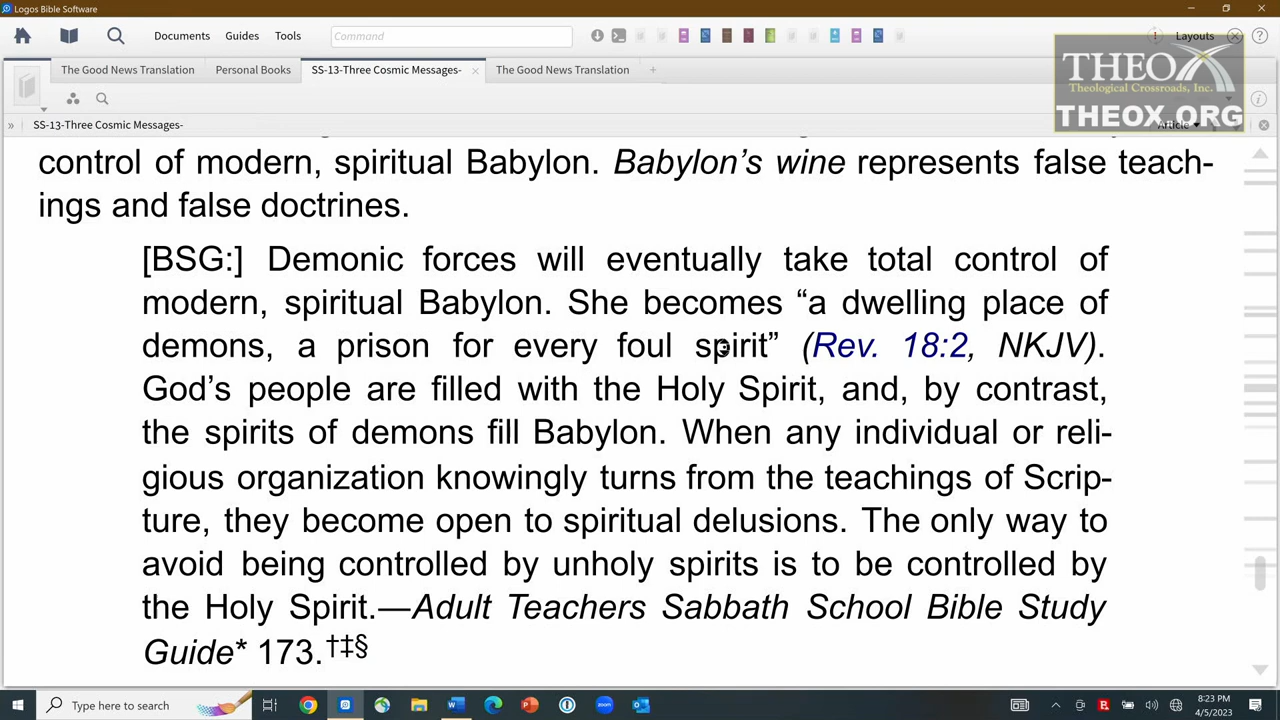 Logos Bible Software
Documents Guides Tools Command Layouts
The Good News Translation Personal Books SS-13-Three Cosmic Messages- The Good News Translation
THEOX
Theological Crossroads, Inc.
THEOX.ORG
SS-13-Three Cosmic Messages- Article
control of modern, spiritual Babylon. Babylon’s wine represents false teach-
ings and false doctrines.
[BSG:] Demonic forces will eventually take total control of
modern, spiritual Babylon. She becomes “a dwelling place of
demons, a prison for every foul spirit” (Rev. 18:2, NKJV).
God’s people are filled with the Holy Spirit, and, by contrast,
the spirits of demons fill Babylon. When any individual or reli-
gious organization knowingly turns from the teachings of Scrip-
ture, they become open to spiritual delusions. The only way to
avoid being controlled by unholy spirits is to be controlled by
the Holy Spirit.—Adult Teachers Sabbath School Bible Study
Guide* 173.†‡§
Type here to search
8:23 PM
4/5/2023